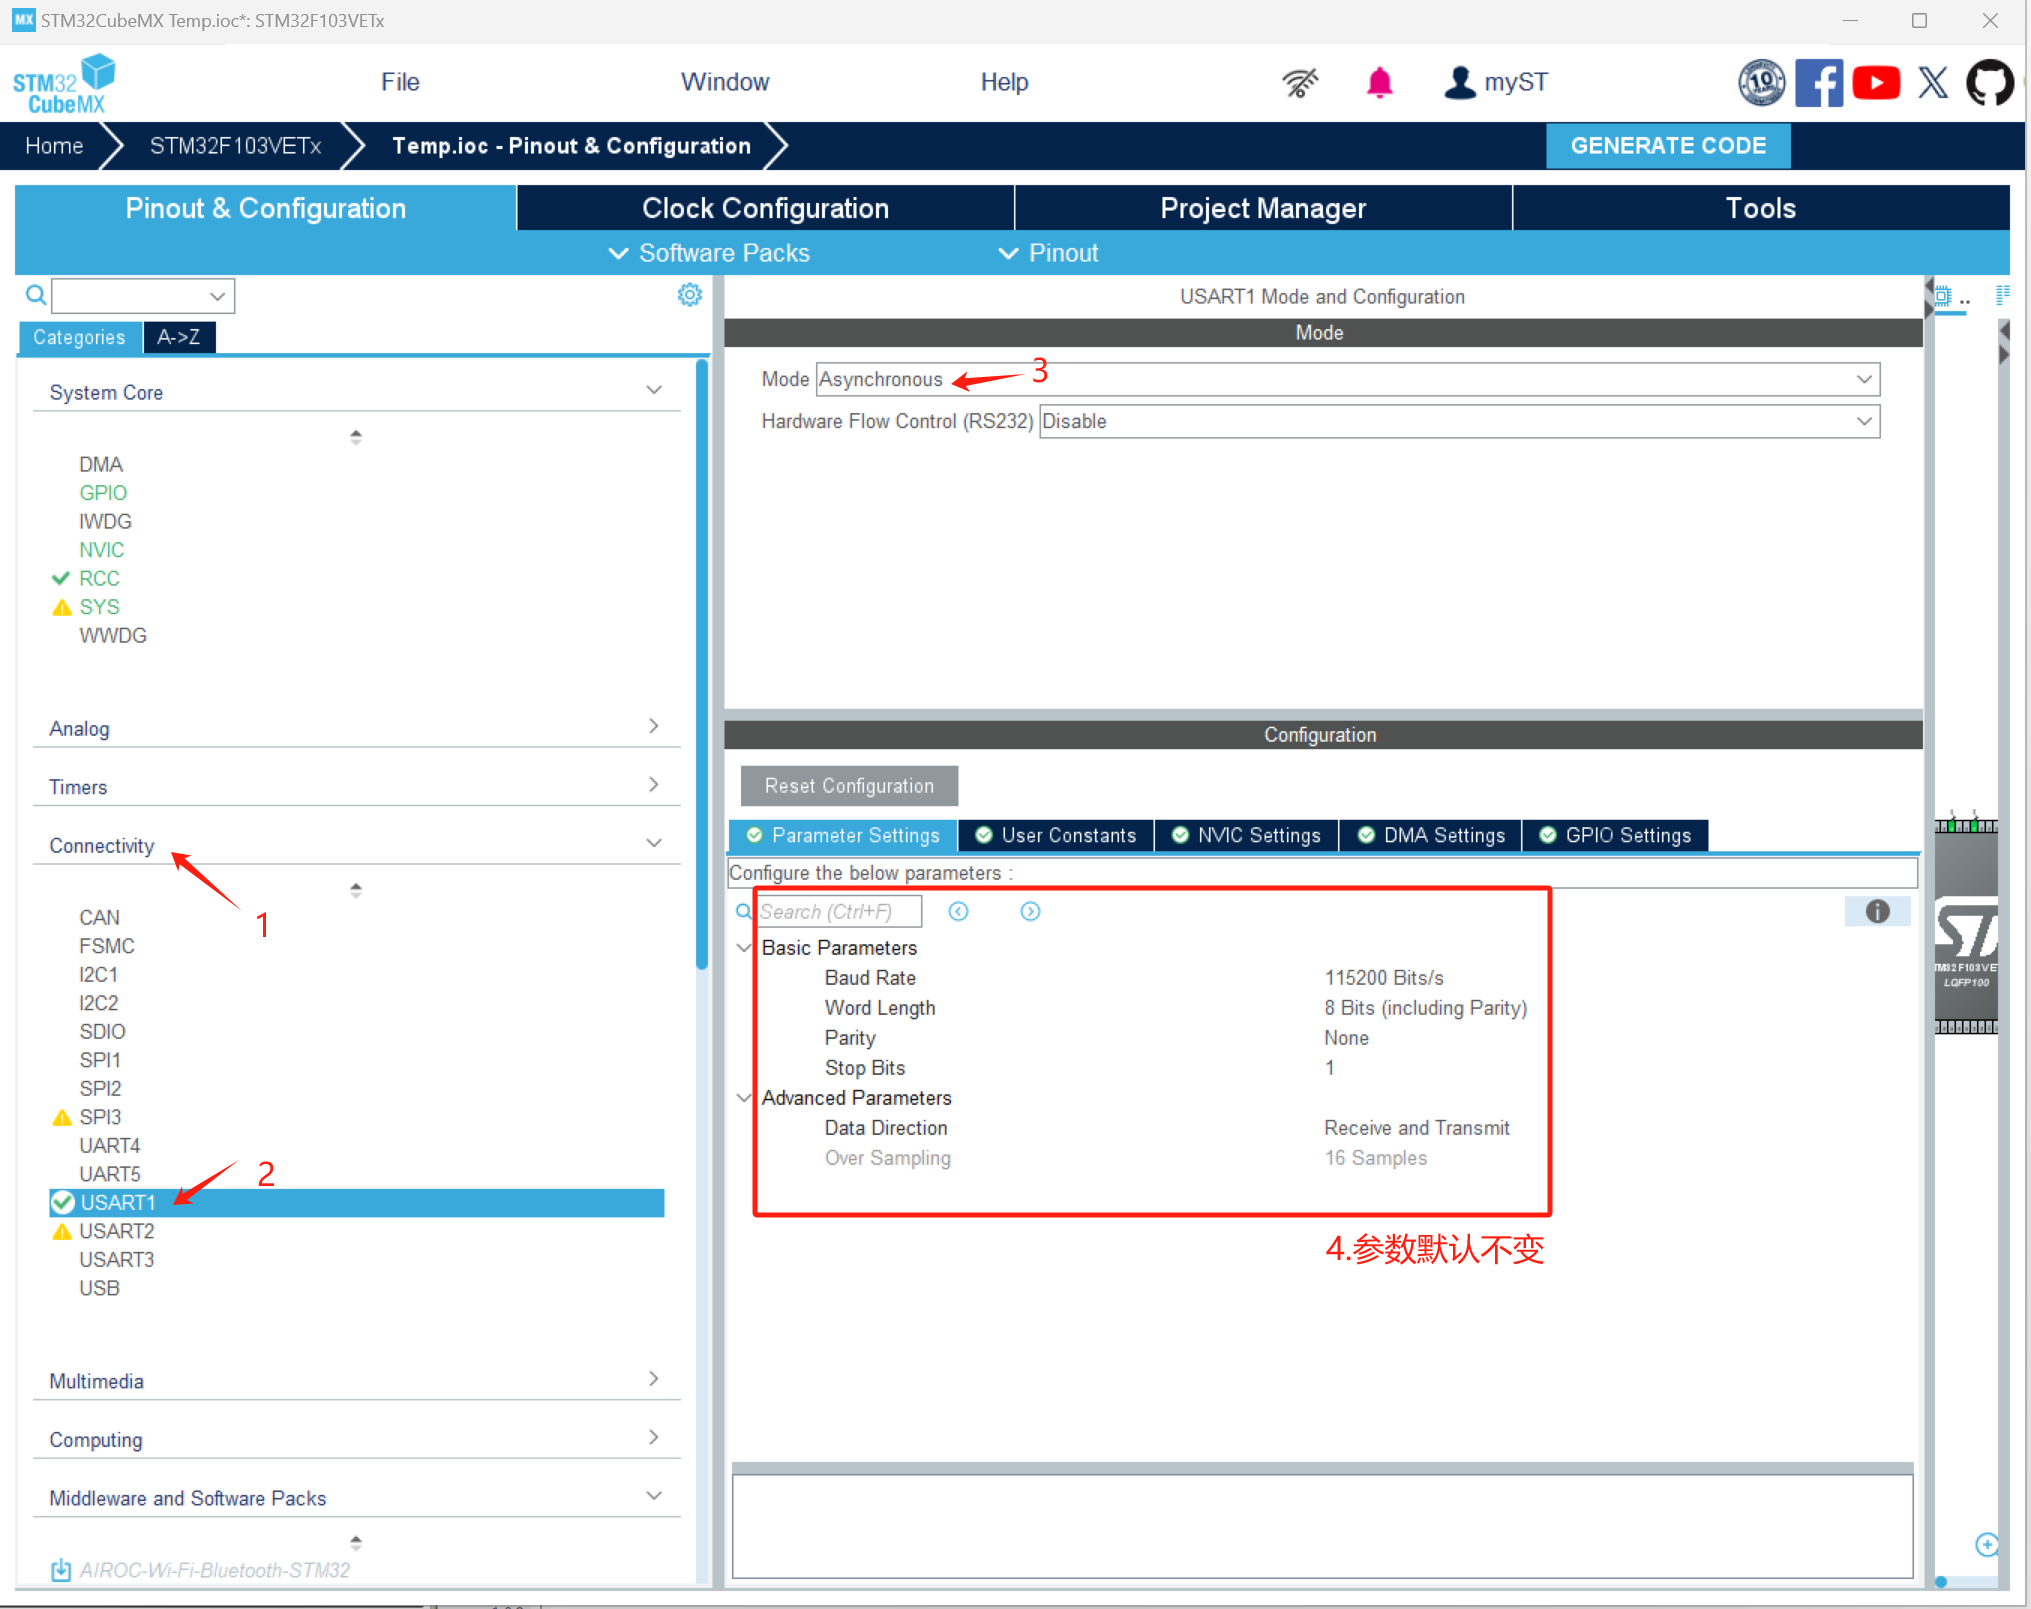 MX STM32CubeMX Temp.ioc*: STM32F103VETx
STM32
CubeMX
File
Window
Help
myST
10
YEARS
Home
STM32F103VETx
Temp.ioc - Pinout & Configuration
GENERATE CODE
Pinout & Configuration
Clock Configuration
Project Manager
Tools
Software Packs
Pinout
Categories
A->Z
System Core
DMA
GPIO
IWDG
NVIC
RCC
SYS
WWDG
Analog
Timers
Connectivity
1
CAN
FSMC
I2C1
I2C2
SDIO
SPI1
SPI2
SPI3
UART4
UART5
USART1
2
USART2
USART3
USB
Multimedia
Computing
Middleware and Software Packs
AIROC-Wi-Fi-Bluetooth-STM32
USART1 Mode and Configuration
..
Mode
Mode Asynchronous
3
Hardware Flow Control (RS232) Disable
Configuration
Reset Configuration
Parameter Settings
User Constants
NVIC Settings
DMA Settings
GPIO Settings
Configure the below parameters :
Search (Ctrl+F)
Basic Parameters
Baud Rate 115200 Bits/s
Word Length 8 Bits (including Parity)
Parity None
Stop Bits 1
Advanced Parameters
Data Direction Receive and Transmit
Over Sampling 16 Samples
4.参数默认不变
LQFP100